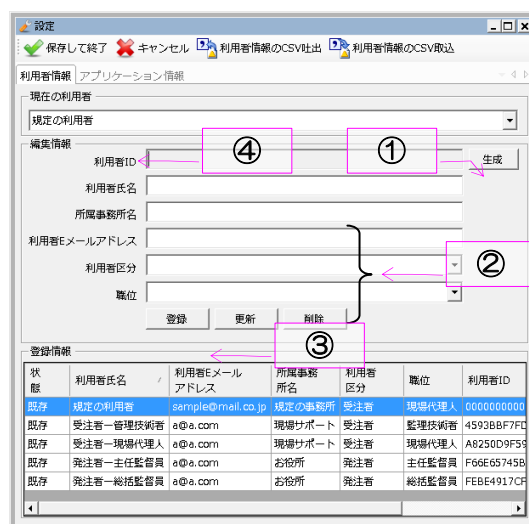 設定
保存して終了 キャンセル 利用者情報のCSV吐出 利用者情報のCSV取込
利用者情報 アプリケーション情報
現在の利用者
規定の利用者
編集情報
利用者ID ④ ① 生成
利用者氏名
所属事務所名
利用者Eメールアドレス
利用者区分 ②
職位
登録 更新 削除
③
登録情報
状態 利用者氏名 利用者Eメールアドレス 所属事務所名 利用者区分 職位 利用者ID
既存 規定の利用者 sample@mail.co.jp 規定の事務所 受注者 現場代理人 0000000000
既存 受注者ー管理技術者 a@a.com 現場サポート 受注者 監理技術者 4593BBF7FD
既存 受注者ー現場代理人 a@a.com 現場サポート 受注者 現場代理人 A8250D9F59
既存 発注者ー主任監督員 a@a.com お役所 発注者 主任監督員 F66E65745B
既存 発注者ー総括監督員 a@a.com お役所 発注者 総括監督員 FEBE4917CF